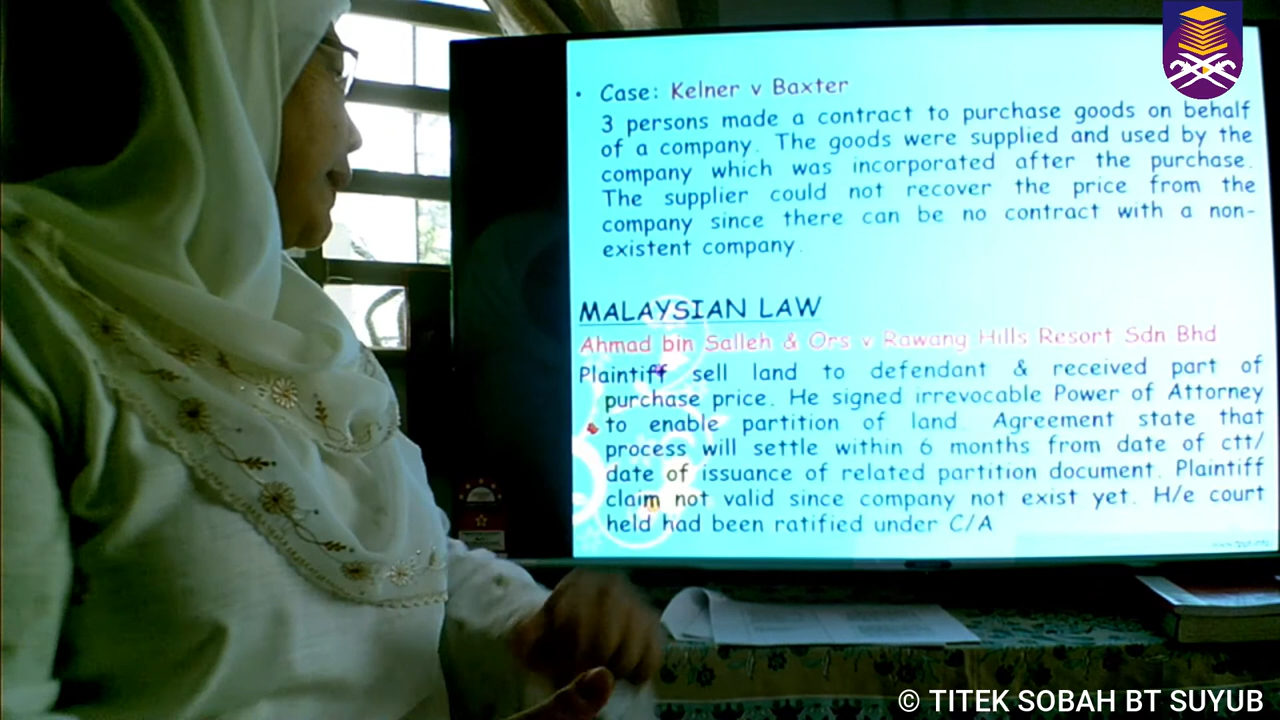 • Case: Kelner v Baxter
3 persons made a contract to purchase goods on behalf
of a company. The goods were supplied and used by the
company which was incorporated after the purchase.
The supplier could not recover the price from the
company since there can be no contract with a non-
existent company.
MALAYSIAN LAW
Ahmad bin Salleh & Ors v Rawang Hills Resort Sdn Bhd
Plaintiff sell land to defendant & received part of
purchase price. He signed irrevocable Power of Attorney
to enable partition of land. Agreement state that
process will settle within 6 months from date of ctt/
date of issuance of related partition document. Plaintiff
claim not valid since company not exist yet. H/e court
held had been ratified under C/A
© TITEK SOBAH BT SUYUB